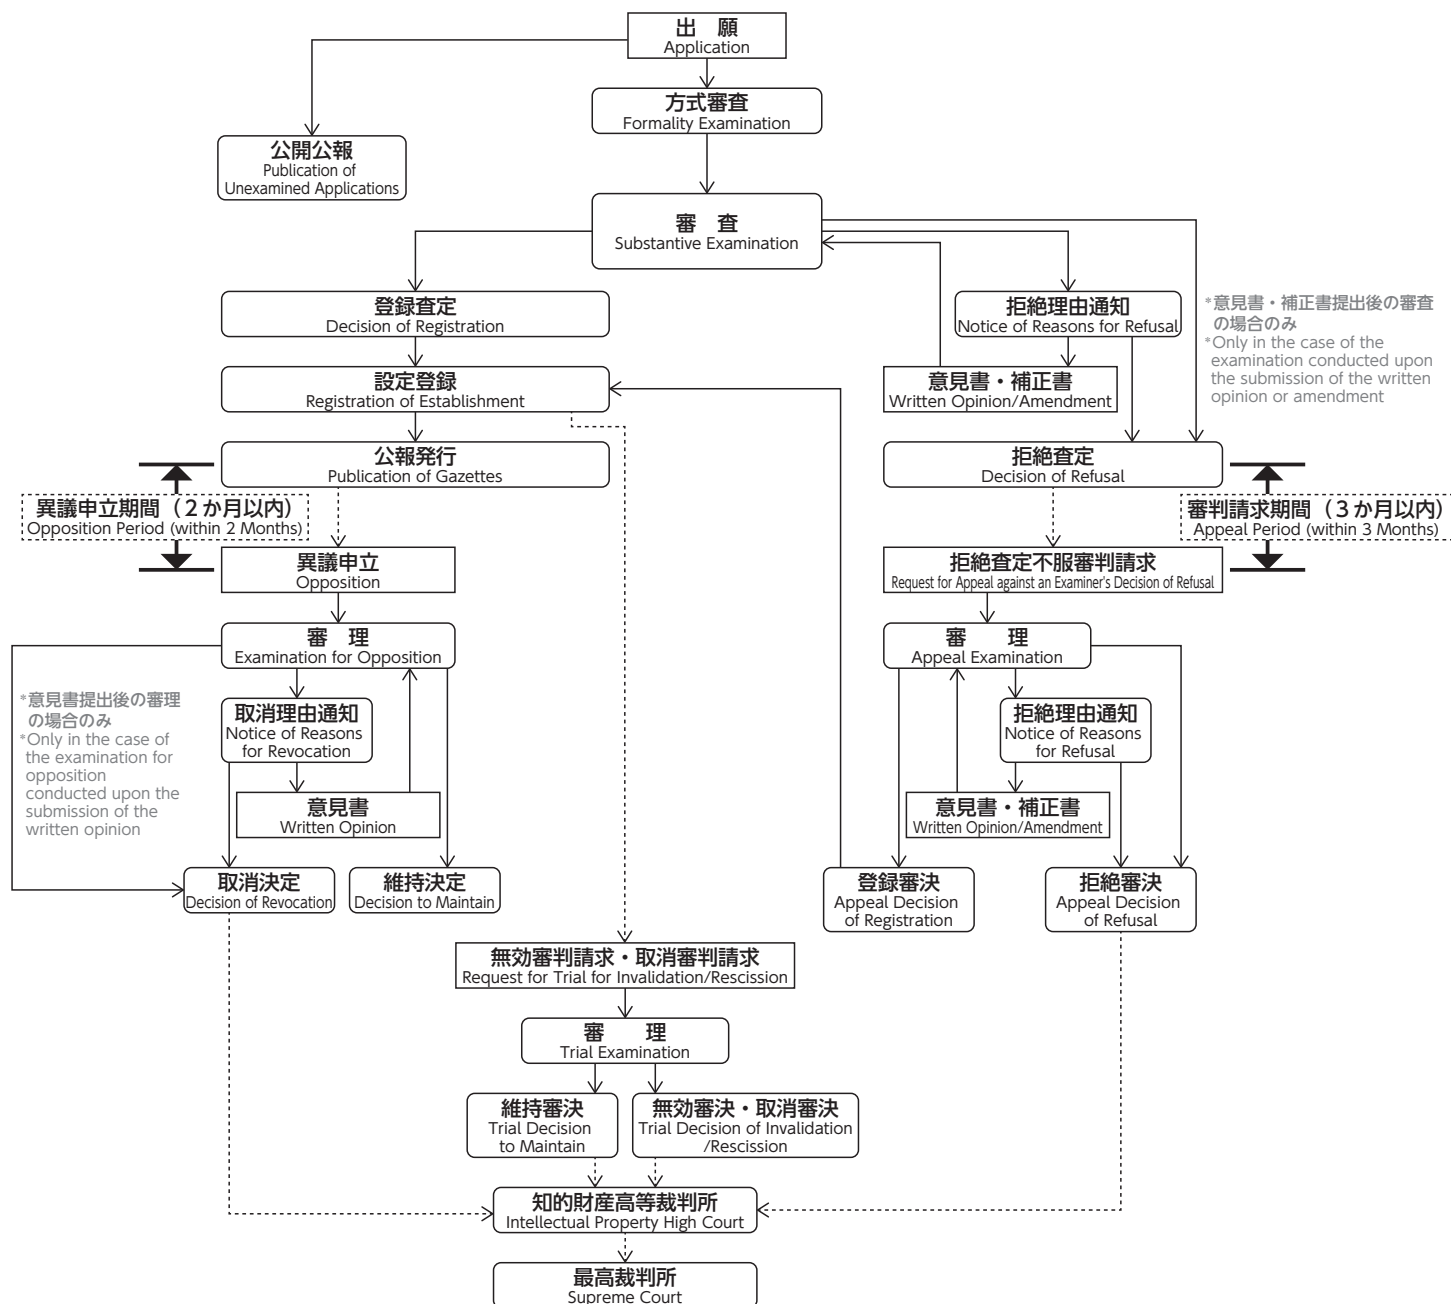 出 願
Application
方式審査
Formality Examination
公開公報
Publication of
Unexamined Applications
審 査
Substantive Examination
登録査定
Decision of Registration
拒絶理由通知
Notice of Reasons for Refusal
*意見書・補正書提出後の審査
の場合のみ
*Only in the case of the
examination conducted upon
the submission of the written
opinion or amendment
設定登録
Registration of Establishment
意見書・補正書
Written Opinion/Amendment
公報発行
Publication of Gazettes
拒絶査定
Decision of Refusal
異議申立期間(2か月以内)
Opposition Period (within 2 Months)
審判請求期間(3か月以内)
Appeal Period (within 3 Months)
異議申立
Opposition
拒絶査定不服審判請求
Request for Appeal against an Examiner's Decision of Refusal
審 理
Examination for Opposition
審 理
Appeal Examination
*意見書提出後の審理
の場合のみ
*Only in the case of
the examination for
opposition
conducted upon the
submission of the
written opinion
取消理由通知
Notice of Reasons
for Revocation
拒絶理由通知
Notice of Reasons
for Refusal
意見書
Written Opinion
意見書・補正書
Written Opinion/Amendment
取消決定
Decision of Revocation
維持決定
Decision to Maintain
登録審決
Appeal Decision
of Registration
拒絶審決
Appeal Decision
of Refusal
無効審判請求・取消審判請求
Request for Trial for Invalidation/Rescission
審 理
Trial Examination
維持審決
Trial Decision
to Maintain
無効審決・取消審決
Trial Decision of Invalidation
/Rescission
知的財産高等裁判所
Intellectual Property High Court
最高裁判所
Supreme Court